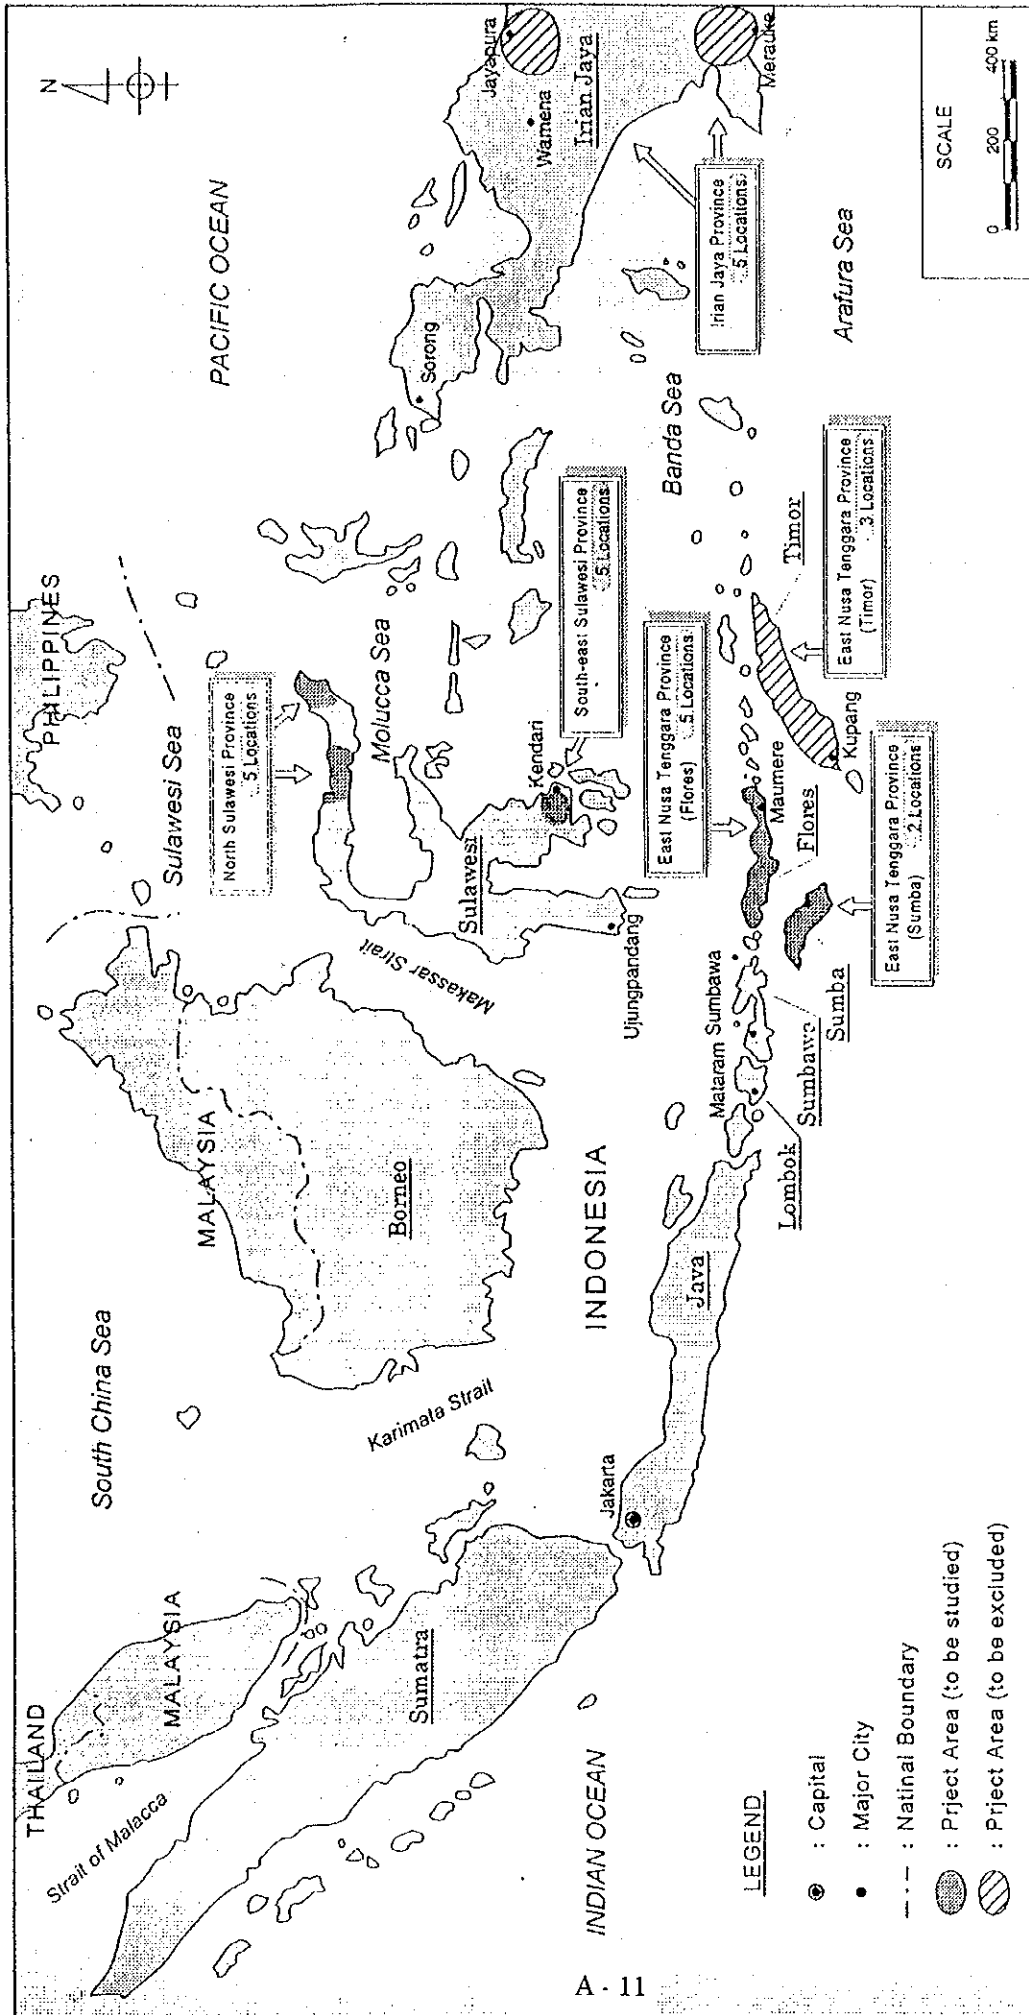 N
THAILAND
PHILIPPINES
PACIFIC OCEAN
South China Sea
Sulawesi Sea
MALAYSIA
MALAYSIA
Strait of Malacca
North Sulawesi Province
5 Locations
Molucca Sea
Sorong
Jayapura
Wamena
Irian Jaya
Borneo
Makassar Strait
Sulawesi
Kendari
South-east Sulawesi Province
5 Locations
Karimata Strait
Sumatra
INDONESIA
Ujungpandang
Banda Sea
East Nusa Tenggara Province
(Flores) 5 Locations
Irian Jaya Province
5 Locations
Merauke
Jakarta
Java
Mataram Sumbawa
Maumere
Flores
Kupang
Timor
Arafura Sea
Lombok
Sumbawe
Sumba
East Nusa Tenggara Province
(Timor) 3 Locations
East Nusa Tenggara Province
(Sumba) 2 Locations
INDIAN OCEAN
LEGEND
: Capital
: Major City
: Natinal Boundary
: Prject Area (to be studied)
: Prject Area (to be excluded)
SCALE
0 200 400 km
A - 11